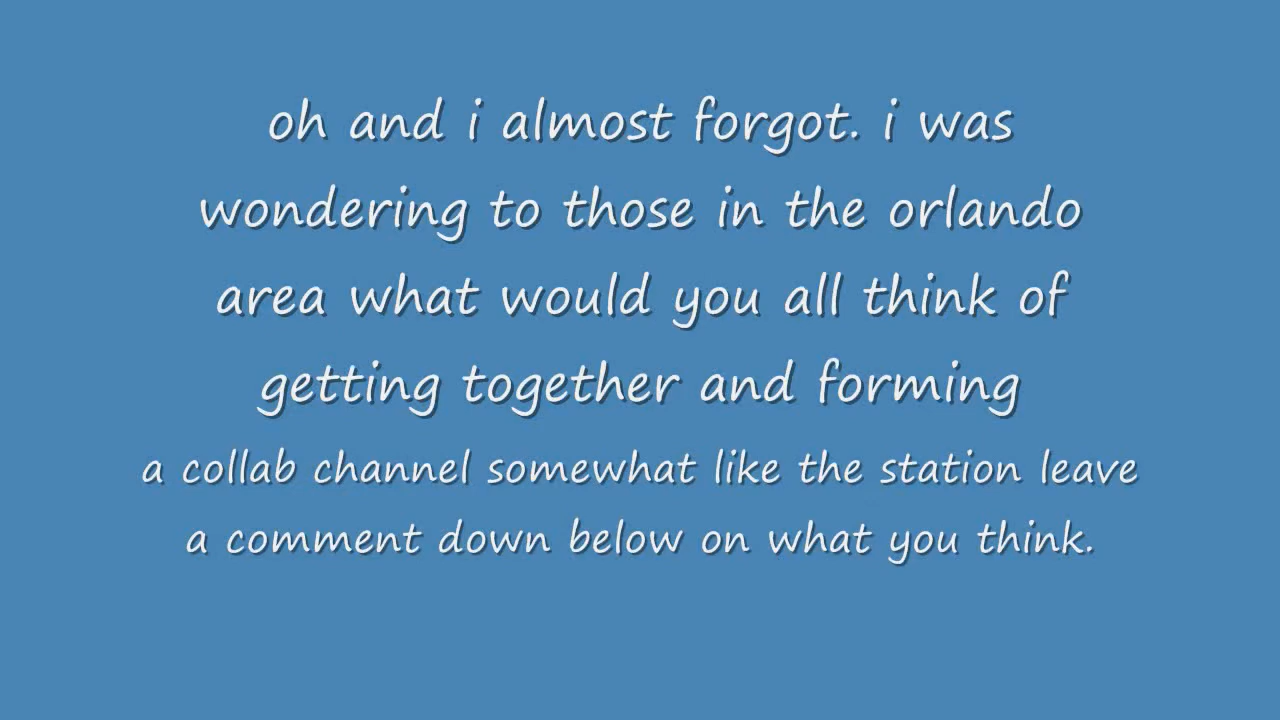 oh and i almost forgot. i was
wondering to those in the orlando
area what would you all think of
getting together and forming
a collab channel somewhat like the station leave
a comment down below on what you think.